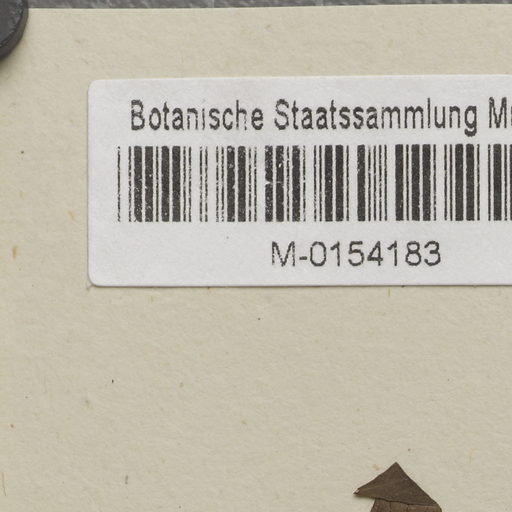 Botanische Staatssammlung
M-0154183